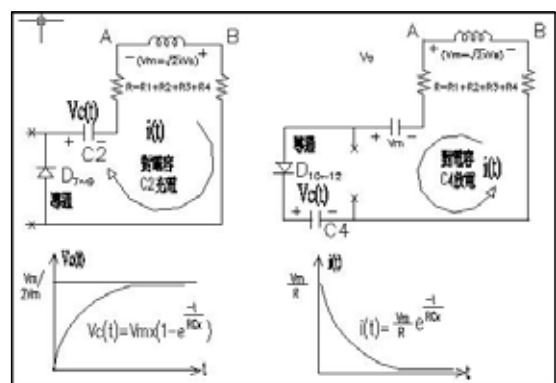 A B
− (Vm=√2Vs) +
R=R1+R2+R3+R4
Vc(t)
+ −
C2
i(t)
對電容
C2充電
D7~9
導通
A B
Vs
+ (Vm=√2Vs) −
R=R1+R2+R3+R4
+ Vm −
導通
D10~12
Vc(t)
+ −
C4
對電容
C4放電
i(t)
Vc(t)
Vm/
2Vm
Vc(t)=Vmx(1-e^(-t/RCx))
t
i(t)
Vm/R
i(t)=Vm/R e^(-t/RCx)
t